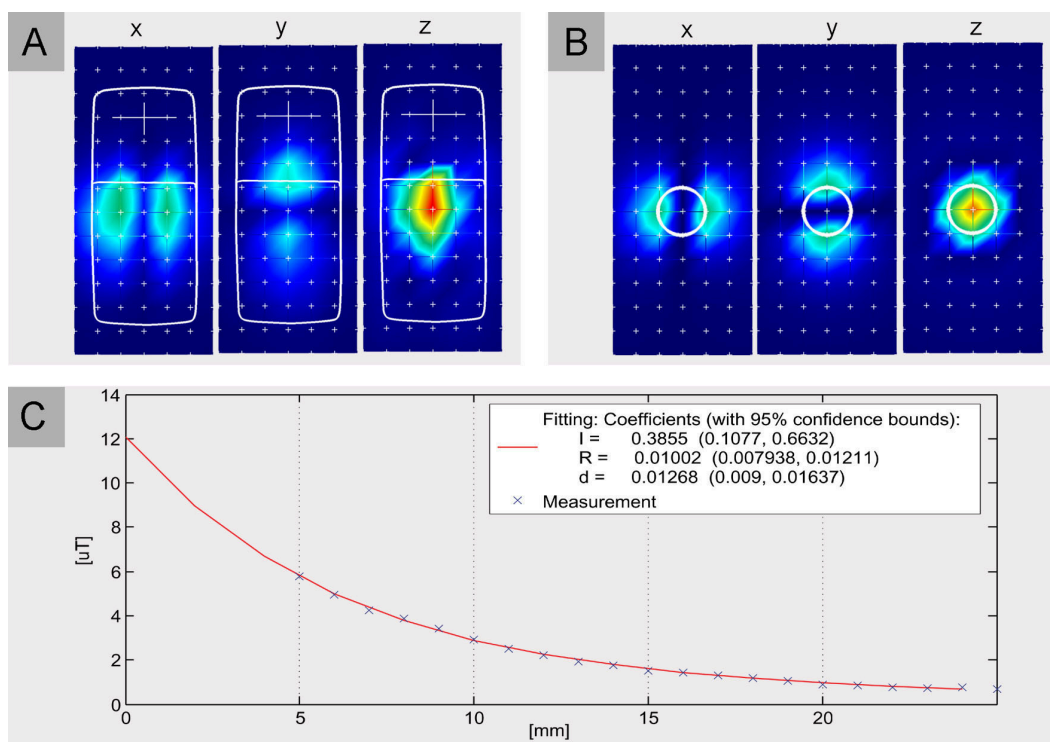 A
x y z
B
x y z
C
14
12
10
8
6
4
2
0
[uT]
Fitting: Coefficients (with 95% confidence bounds):
I = 0.3855 (0.1077, 0.6632)
R = 0.01002 (0.007938, 0.01211)
d = 0.01268 (0.009, 0.01637)
Measurement
0 5 10 15 20
[mm]